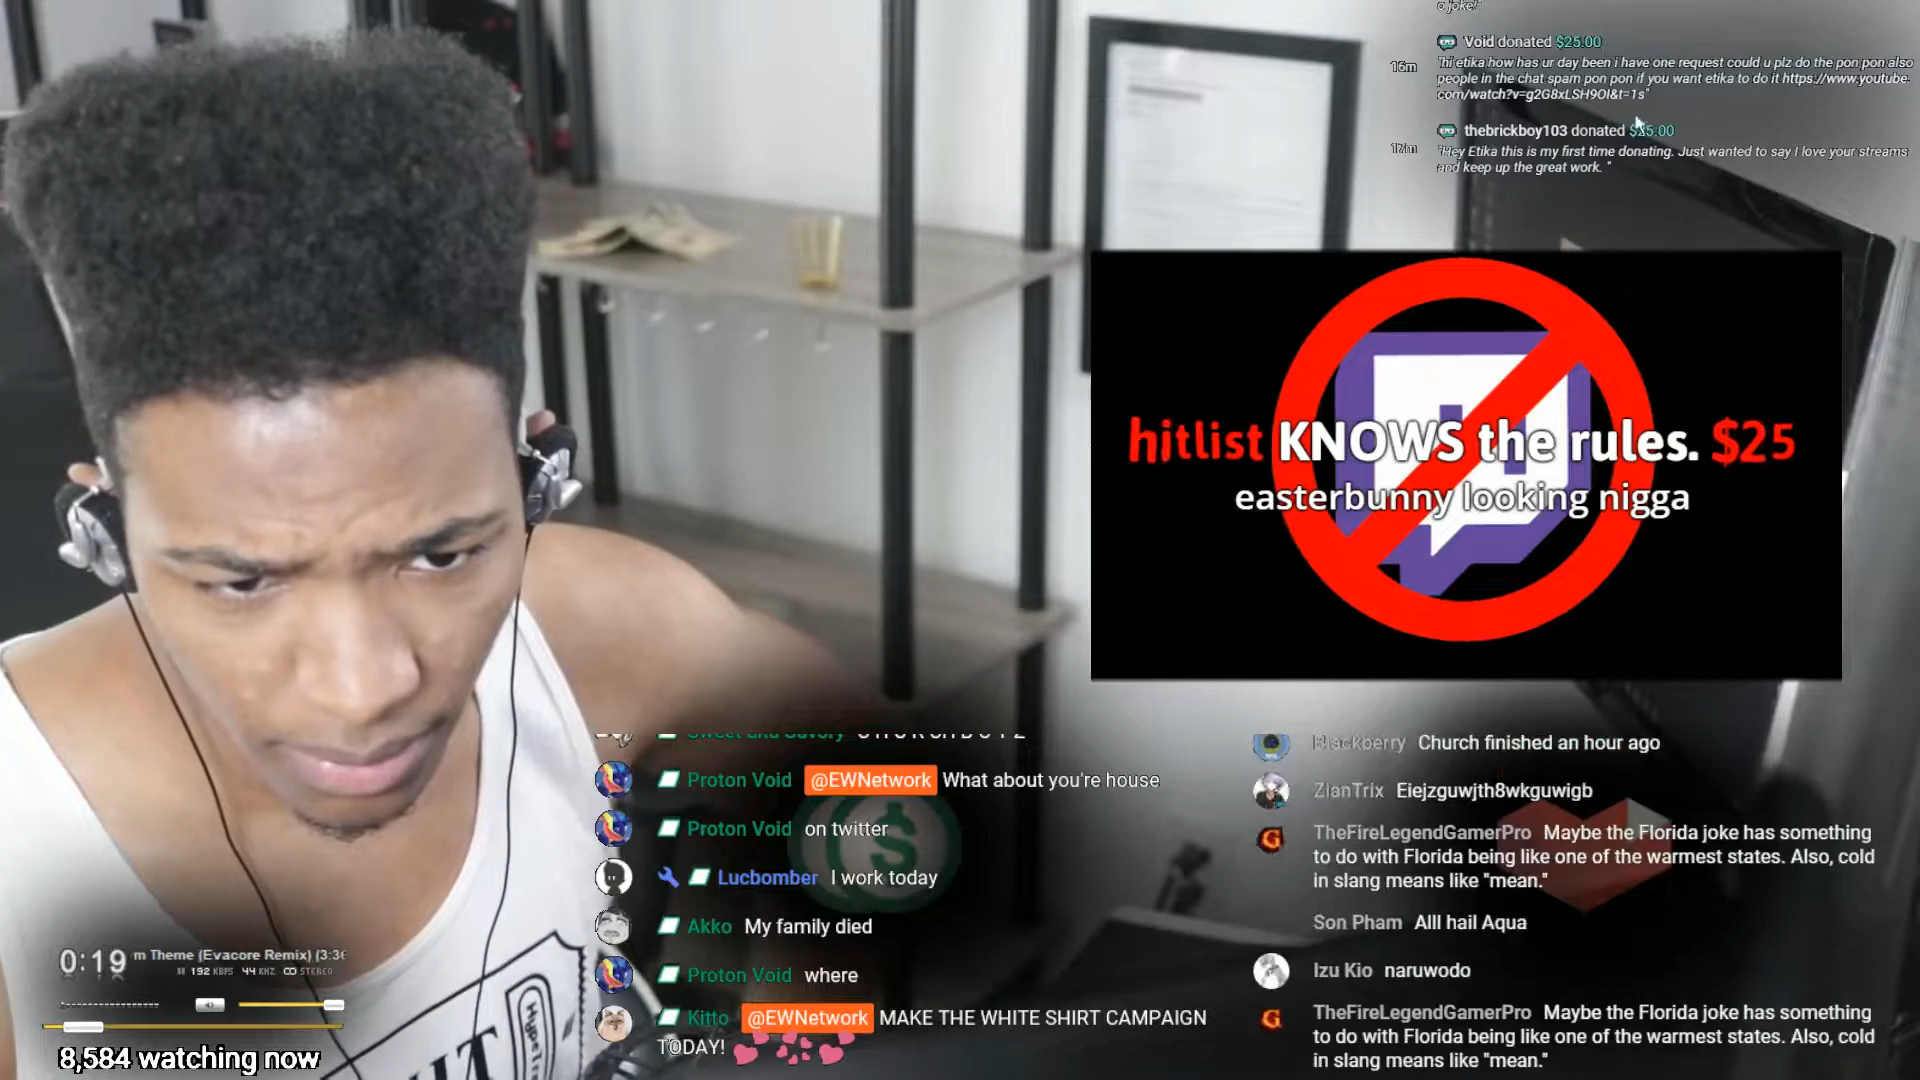 o joke!"
Void donated $25.00
16m
"hi etika how has ur day been i have one request could u plz do the pon pon also
people in the chat spam pon pon if you want etika to do it https://www.youtube.
com/watch?v=g2G8xLSH9OI&t=1s"
thebrickboy103 donated $25.00
17m
"Hey Etika this is my first time donating. Just wanted to say I love your streams
and keep up the great work. "
hitlist KNOWS the rules. $25
easterbunny looking nigga
Sweet aka Savory
Proton Void @EWNetwork What about you're house
Proton Void on twitter
Lucbomber I work today
Akko My family died
Proton Void where
Kitto @EWNetwork MAKE THE WHITE SHIRT CAMPAIGN
TODAY!
Blackberry Church finished an hour ago
ZianTrix Eiejzguwjth8wkguwigb
TheFireLegendGamerPro Maybe the Florida joke has something
to do with Florida being like one of the warmest states. Also, cold
in slang means like "mean."
Son Pham Alll hail Aqua
Izu Kio naruwodo
TheFireLegendGamerPro Maybe the Florida joke has something
to do with Florida being like one of the warmest states. Also, cold
in slang means like "mean."
0:19 m Theme (Evacore Remix) (3:36
192 KBPS 44 KHZ STEREO
8,584 watching now